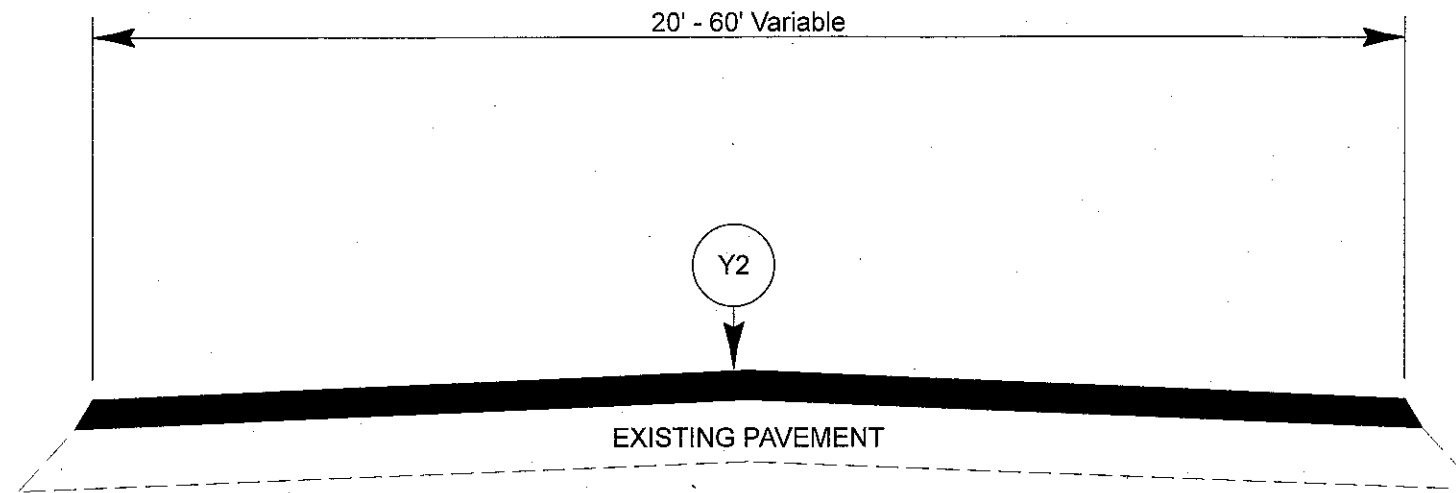 20' - 60' Variable
Y2
EXISTING PAVEMENT